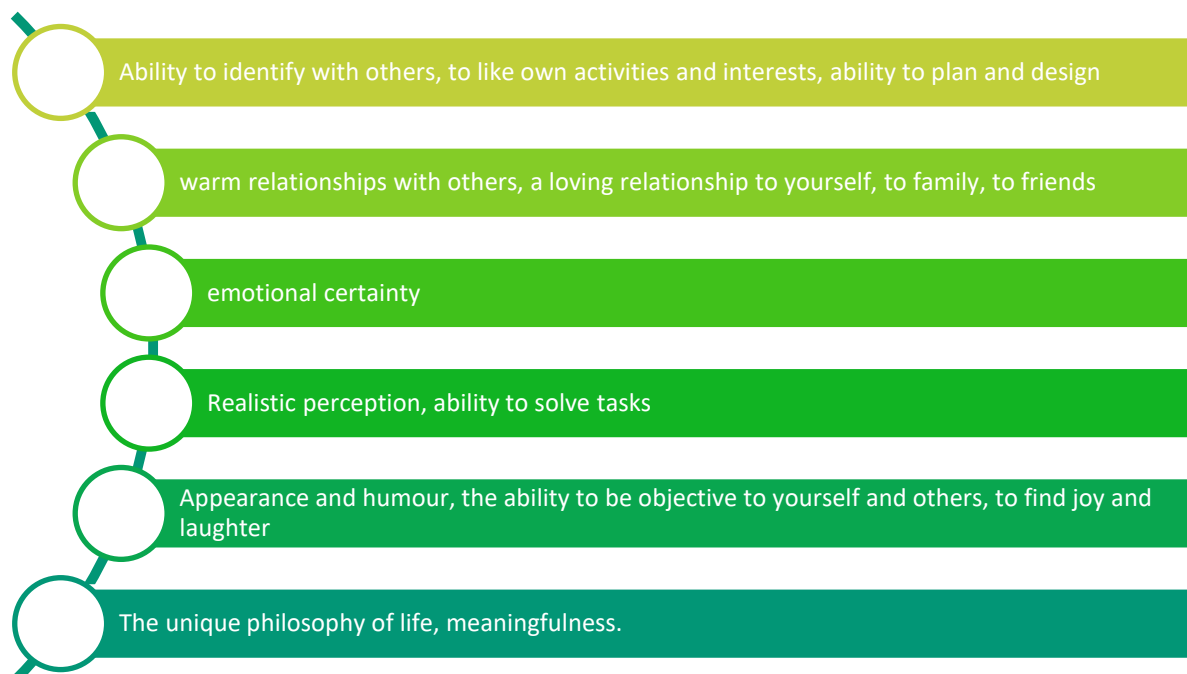 Ability to identify with others, to like own activities and interests, ability to plan and design
warm relationships with others, a loving relationship to yourself, to family, to friends
emotional certainty
Realistic perception, ability to solve tasks
Appearance and humour, the ability to be objective to yourself and others, to find joy and
laughter
The unique philosophy of life, meaningfulness.